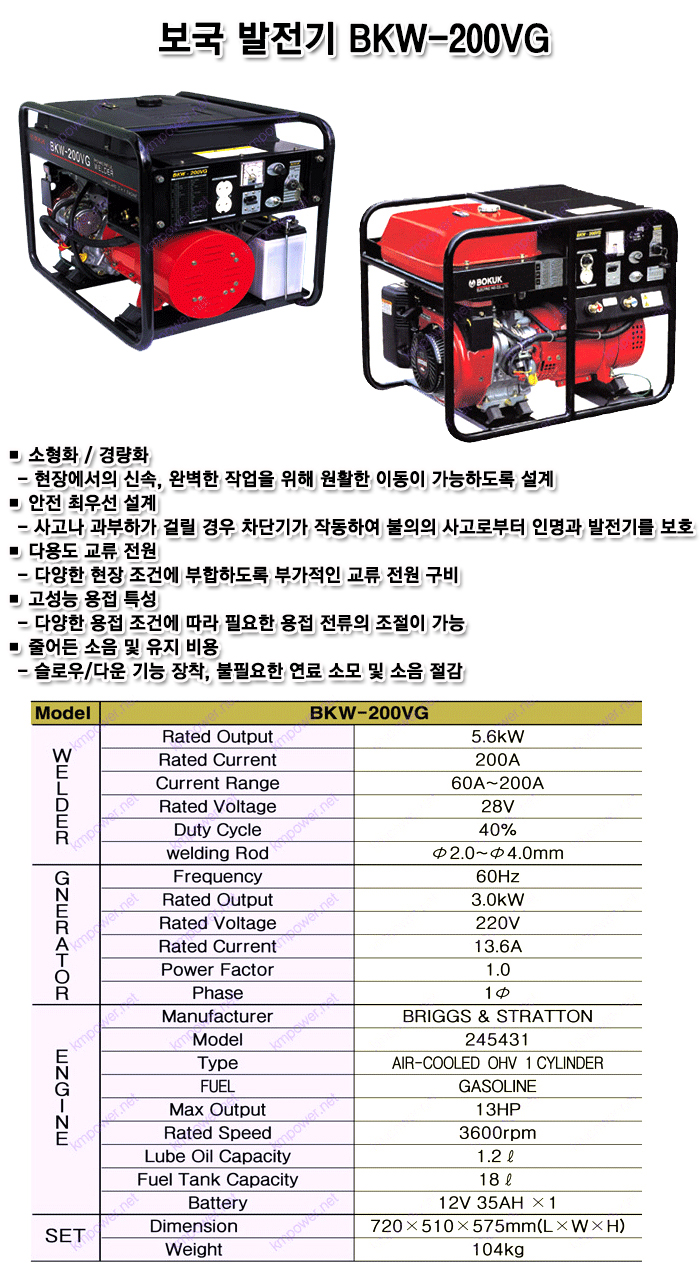 보국 발전기 BKW-200VG
BKW-200VG
WELDER
BKW - 200VG
BKW - 200VG
BOKUK
■ 소형화 / 경량화
- 현장에서의 신속, 완벽한 작업을 위해 원활한 이동이 가능하도록 설계
■ 안전 최우선 설계
- 사고나 과부하가 걸릴 경우 차단기가 작동하여 불의의 사고로부터 인명과 발전기를 보호
■ 다용도 교류 전원
- 다양한 현장 조건에 부합하도록 부가적인 교류 전원 구비
■ 고성능 용접 특성
- 다양한 용접 조건에 따라 필요한 용접 전류의 조절이 가능
■ 줄어든 소음 및 유지 비용
- 슬로우/다운 기능 장착, 불필요한 연료 소모 및 소음 절감
Model BKW-200VG
WELDER
Rated Output 5.6kW
Rated Current 200A
Current Range 60A~200A
Rated Voltage 28V
Duty Cycle 40%
welding Rod Φ2.0~Φ4.0mm
GNERATOR
Frequency 60Hz
Rated Output 3.0kW
Rated Voltage 220V
Rated Current 13.6A
Power Factor 1.0
Phase 1Φ
ENGINE
Manufacturer BRIGGS & STRATTON
Model 245431
Type AIR-COOLED OHV 1CYLINDER
FUEL GASOLINE
Max Output 13HP
Rated Speed 3600rpm
Lube Oil Capacity 1.2ℓ
Fuel Tank Capacity 18ℓ
Battery 12V 35AH ×1
SET
Dimension 720×510×575mm(L×W×H)
Weight 104kg
kmpower.net